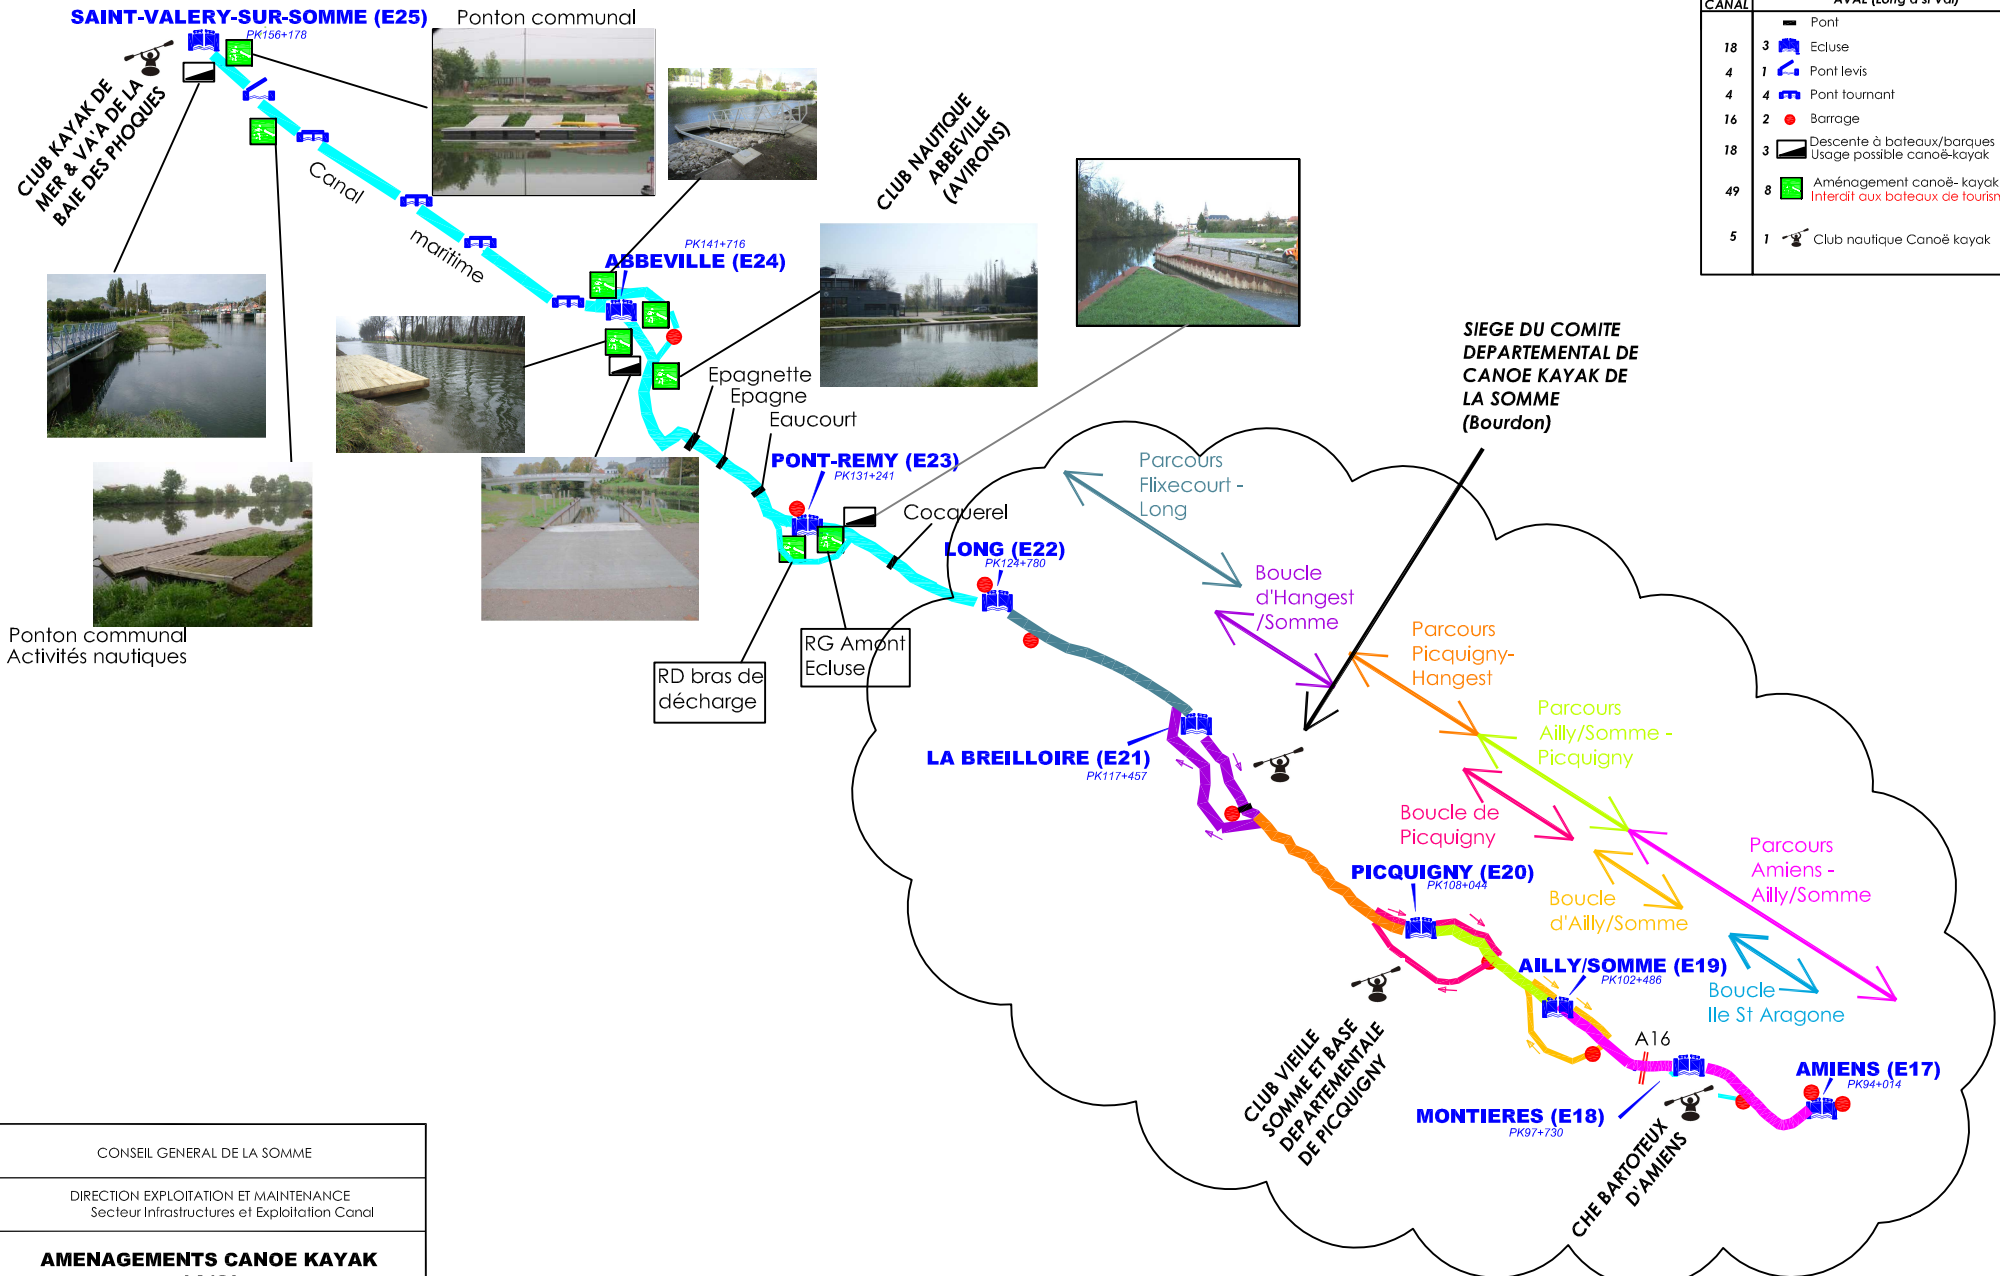 SAINT-VALERY-SUR-SOMME (E25)
PK156+178
Ponton communal
CLUB KAYAK DE
MER & VA'A DE LA
BAIE DES PHOQUES
Canal
maritime
CLUB NAUTIQUE
ABBEVILLE
(AVIRONS)
PK141+716
ABBEVILLE (E24)
CANAL
AVAL (Long à St Val)
Pont
18 3 Ecluse
4 1 Pont levis
4 4 Pont tournant
16 2 Barrage
18 3 Descente à bateaux/barques
Usage possible canoë-kayak
49 8 Aménagement canoë- kayak
Interdit aux bateaux de tourism
5 1 Club nautique Canoë kayak
SIEGE DU COMITE
DEPARTEMENTAL DE
CANOE KAYAK DE
LA SOMME
(Bourdon)
Epagnette
Epagne
Eaucourt
PONT-REMY (E23)
PK131+241
Cocquerel
LONG (E22)
PK124+780
Ponton communal
Activités nautiques
RD bras de
décharge
RG Amont
Ecluse
Parcours
Flixecourt -
Long
Boucle
d'Hangest
/Somme
Parcours
Picquigny-
Hangest
Parcours
Ailly/Somme -
Picquigny
LA BREILLOIRE (E21)
PK117+457
Boucle de
Picquigny
Parcours
Amiens -
Ailly/Somme
PICQUIGNY (E20)
PK108+044
Boucle
d'Ailly/Somme
AILLY/SOMME (E19)
PK102+486
Boucle
Ile St Aragone
CLUB VIEILLE
SOMME ET BASE
DEPARTEMENTALE
DE PICQUIGNY
A16
AMIENS (E17)
PK94+014
MONTIERES (E18)
PK97+730
CHE BARTOTEUX
D'AMIENS
CONSEIL GENERAL DE LA SOMME
DIRECTION EXPLOITATION ET MAINTENANCE
Secteur Infrastructures et Exploitation Canal
AMENAGEMENTS CANOE KAYAK